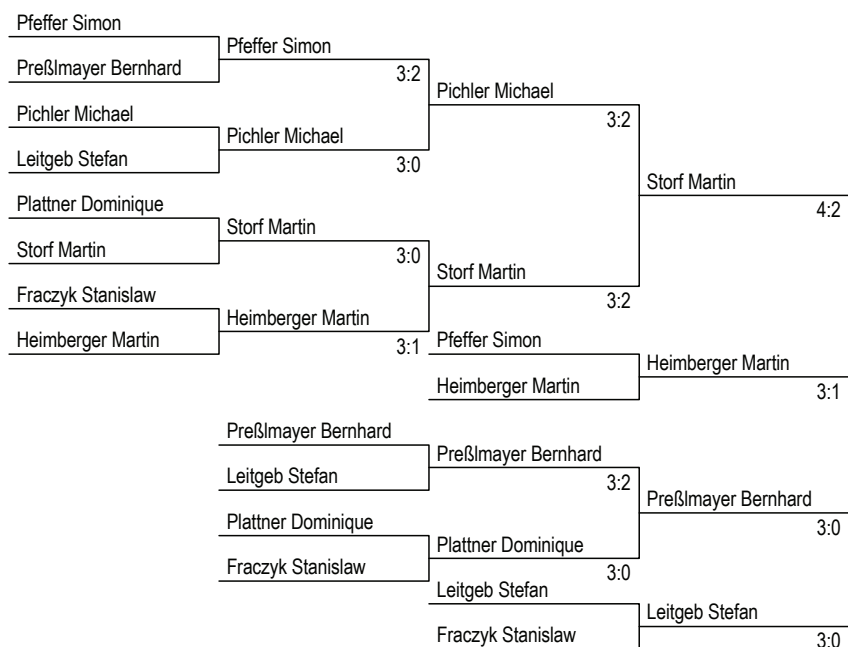 Pfeffer Simon
Pfeffer Simon
Preßlmayer Bernhard
3:2
Pichler Michael
Pichler Michael
3:2
Pichler Michael
Leitgeb Stefan
3:0
Storf Martin
4:2
Plattner Dominique
Storf Martin
Storf Martin
3:0
Storf Martin
3:2
Fraczyk Stanislaw
Heimberger Martin
Heimberger Martin
3:1
Pfeffer Simon
Heimberger Martin
Heimberger Martin
3:1
Preßlmayer Bernhard
Preßlmayer Bernhard
Leitgeb Stefan
3:2
Preßlmayer Bernhard
3:0
Plattner Dominique
Plattner Dominique
Fraczyk Stanislaw
3:0
Leitgeb Stefan
Leitgeb Stefan
Fraczyk Stanislaw
3:0